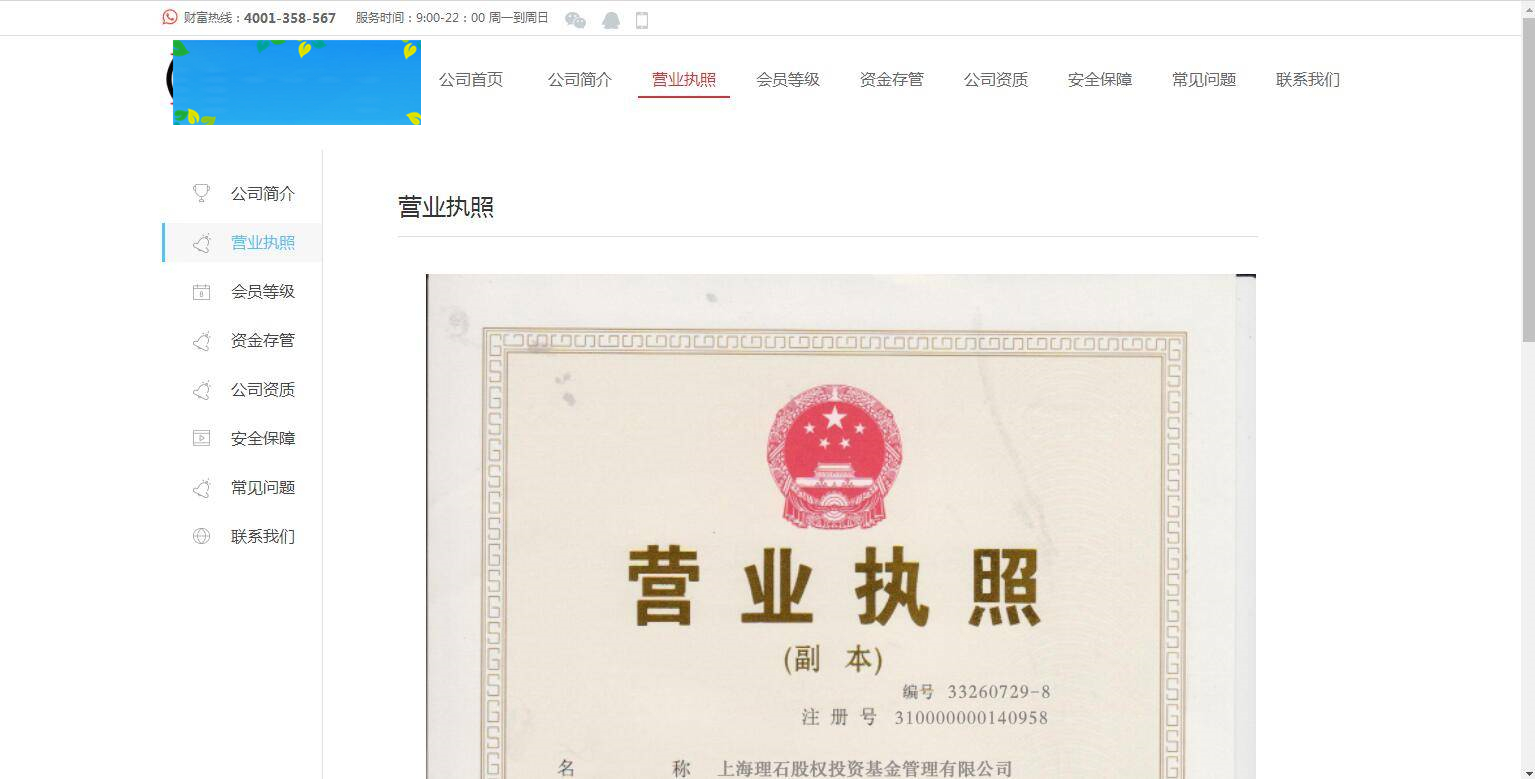 财富热线：4001-358-567 服务时间：9:00-22：00 周一到周日
公司首页 公司简介 营业执照 会员等级 资金存管 公司资质 安全保障 常见问题 联系我们
公司简介
营业执照
会员等级
资金存管
公司资质
安全保障
常见问题
联系我们
营业执照
营业执照
(副 本)
编号 33260729-8
注 册 号 310000000140958
名 称 上海理石股权投资基金管理有限公司